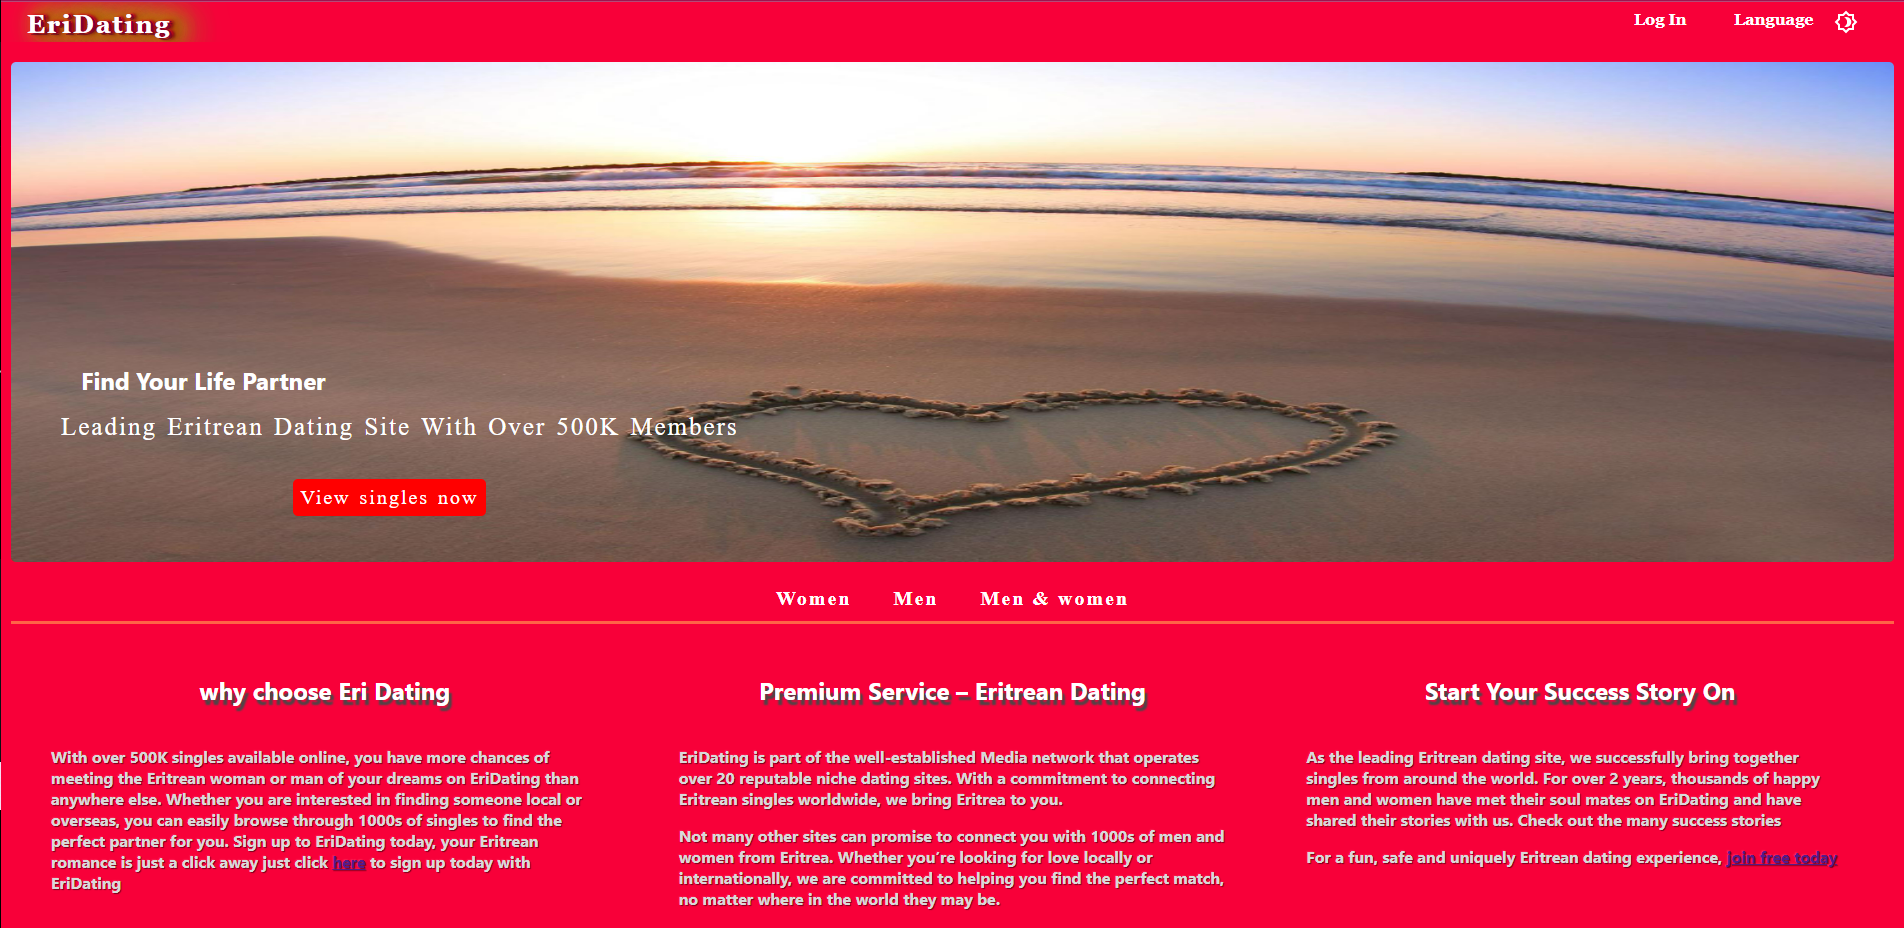 EriDating
Log In
Language
Find Your Life Partner
Leading Eritrean Dating Site With Over 500K Members
View singles now
Women
Men
Men & women
why choose Eri Dating
With over 500K singles available online, you have more chances of
meeting the Eritrean woman or man of your dreams on EriDating than
anywhere else. Whether you are interested in finding someone local or
overseas, you can easily browse through 1000s of singles to find the
perfect partner for you. Sign up to EriDating today, your Eritrean
romance is just a click away just click here to sign up today with
EriDating
Premium Service – Eritrean Dating
EriDating is part of the well-established Media network that operates
over 20 reputable niche dating sites. With a commitment to connecting
Eritrean singles worldwide, we bring Eritrea to you.
Not many other sites can promise to connect you with 1000s of men and
women from Eritrea. Whether you’re looking for love locally or
internationally, we are committed to helping you find the perfect match,
no matter where in the world they may be.
Start Your Success Story On
As the leading Eritrean dating site, we successfully bring together
singles from around the world. For over 2 years, thousands of happy
men and women have met their soul mates on EriDating and have
shared their stories with us. Check out the many success stories
For a fun, safe and uniquely Eritrean dating experience, join free today